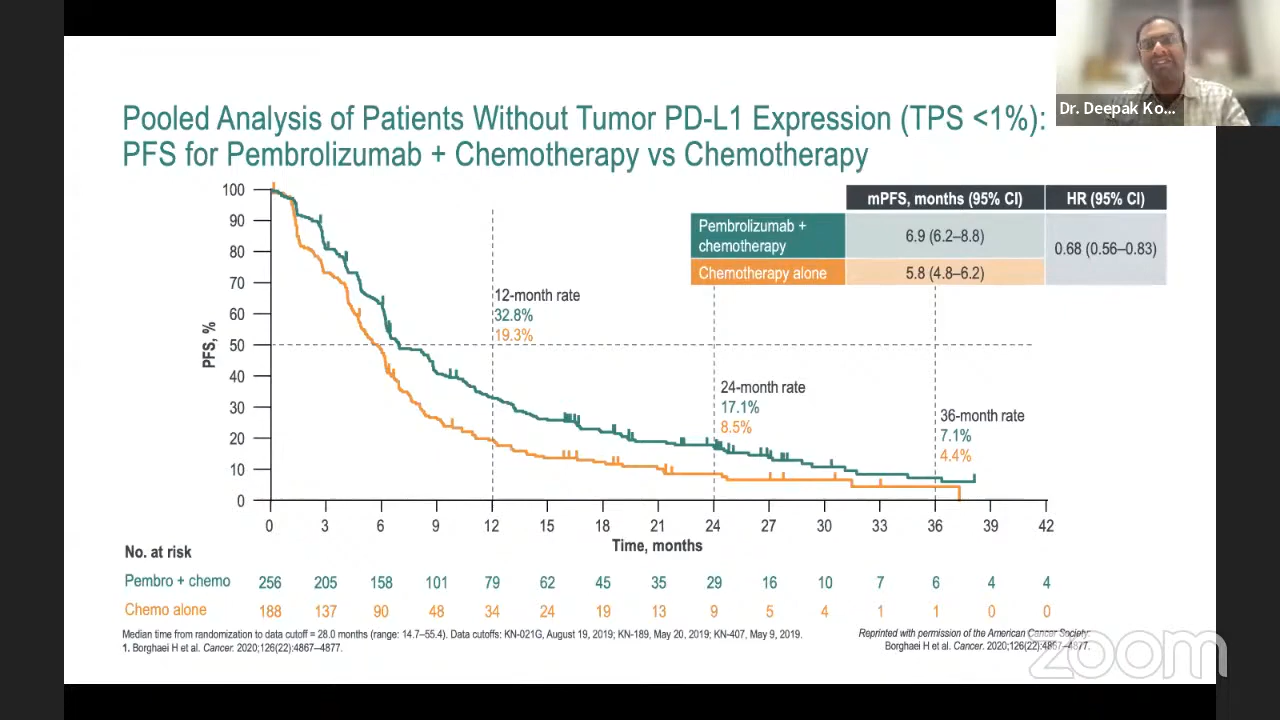 Dr. Deepak Ko...
Pooled Analysis of Patients Without Tumor PD-L1 Expression (TPS <1%):
PFS for Pembrolizumab + Chemotherapy vs Chemotherapy
mPFS, months (95% CI) HR (95% CI)
Pembrolizumab +
chemotherapy
6.9 (6.2–8.8)
0.68 (0.56–0.83)
Chemotherapy alone 5.8 (4.8–6.2)
PFS, %
100
90
80
70
60
50
40
30
20
10
0
12-month rate
32.8%
19.3%
24-month rate
17.1%
8.5%
36-month rate
7.1%
4.4%
0 3 6 9 12 15 18 21 24 27 30 33 36 39 42
Time, months
No. at risk
Pembro + chemo 256 205 158 101 79 62 45 35 29 16 10 7 6 4 4
Chemo alone 188 137 90 48 34 24 19 13 9 5 4 1 1 0 0
Median time from randomization to data cutoff = 28.0 months (range: 14.7–55.4). Data cutoffs: KN-021G, August 19, 2019; KN-189, May 20, 2019; KN-407, May 9, 2019.
1. Borghaei H et al. Cancer. 2020;126(22):4867–4877.
Reprinted with permission of the American Cancer Society:
Borghaei H et al. Cancer. 2020;126(22):4867–4877.
zoom